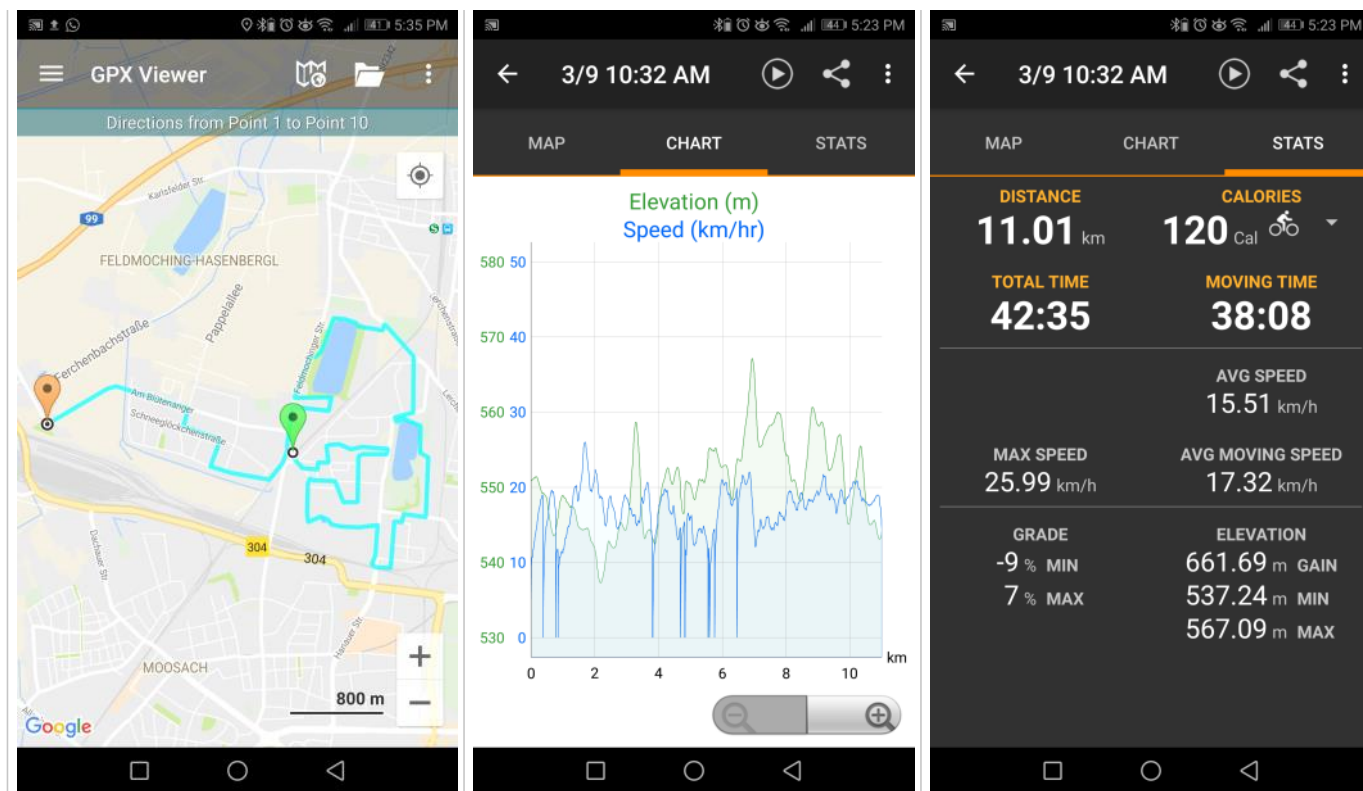 41 5:35 PM
GPX Viewer
Directions from Point 1 to Point 10
Karlsfelder Str.
99
S
FELDMOCHING-HASENBERGL
Pappelallee
Ferchenbachstraße
Feldmochinger Str.
Lerchenstraße
Am Blütenanger
Schneeglöckchenstraße
304
304
Dachauer Str.
Hanauer Str.
MOOSACH
800 m
+
−
Google
44 5:23 PM
3/9 10:32 AM
MAP CHART STATS
Elevation (m)
Speed (km/hr)
580 50
570 40
560 30
550 20
540 10
530 0
km
0 2 4 6 8 10
44 5:23 PM
3/9 10:32 AM
MAP CHART STATS
DISTANCE CALORIES
11.01 km 120 Cal
TOTAL TIME MOVING TIME
42:35 38:08
AVG SPEED
15.51 km/h
MAX SPEED AVG MOVING SPEED
25.99 km/h 17.32 km/h
GRADE ELEVATION
-9 % MIN 661.69 m GAIN
7 % MAX 537.24 m MIN
567.09 m MAX